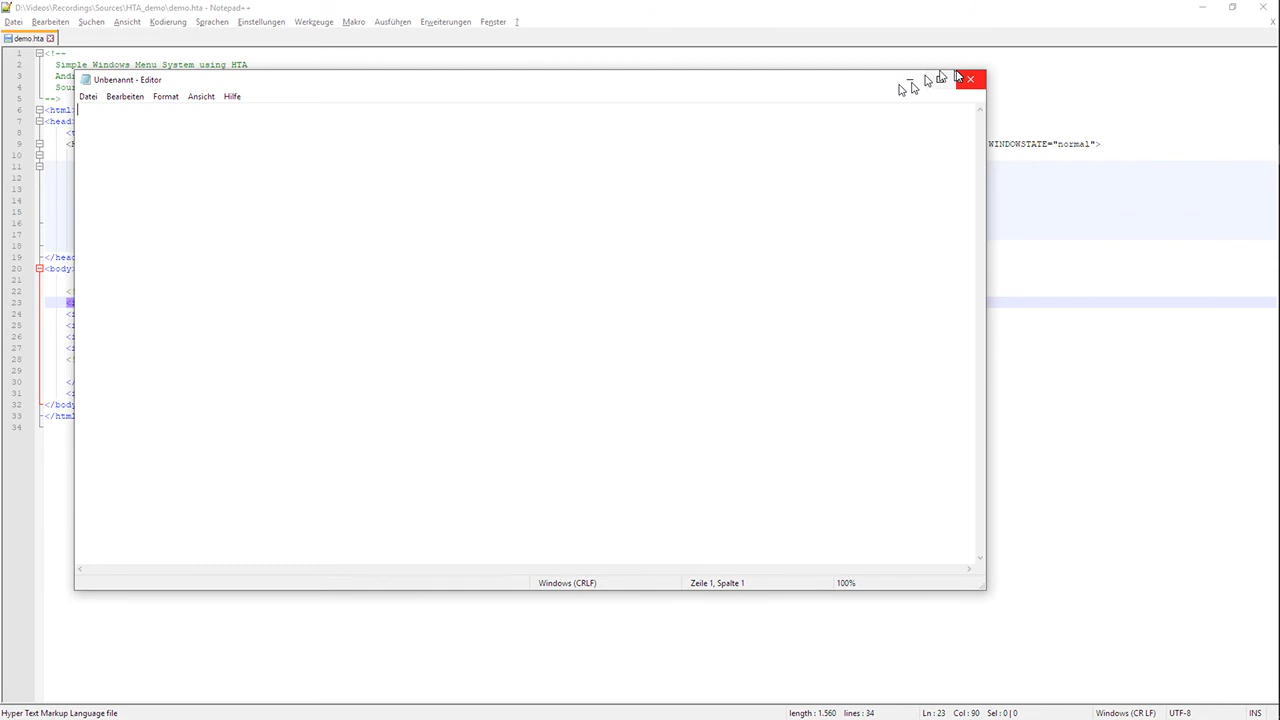 D:\Videos\Recordings\Sources\HTA_demo\demo.hta - Notepad++
Datei Bearbeiten Suchen Ansicht Kodierung Sprachen Einstellungen Werkzeuge Makro Ausführen Erweiterungen Fenster ? X
demo.hta
1 <!--
2 Simple Windows Menu System using HTA
Unbenannt - Editor
3 Andr
4 Sour
Datei Bearbeiten Format Ansicht Hilfe
5 -->
6 <html
7 <head
8 <t
9 <h WINDOWSTATE="normal">
10
11
12
13
14
15
16
17
18
19 </head
20 <body
21
22 <!
23 <i
24 <i
25 <i
26 <i
27 <i
28 <!
29
30 </
31 <i
32 </body
33 </html
34
Windows (CRLF) Zeile 1, Spalte 1 100%
Hyper Text Markup Language file length : 1.560 lines : 34 Ln : 23 Col : 90 Sel : 0 | 0 Windows (CR LF) UTF-8 INS